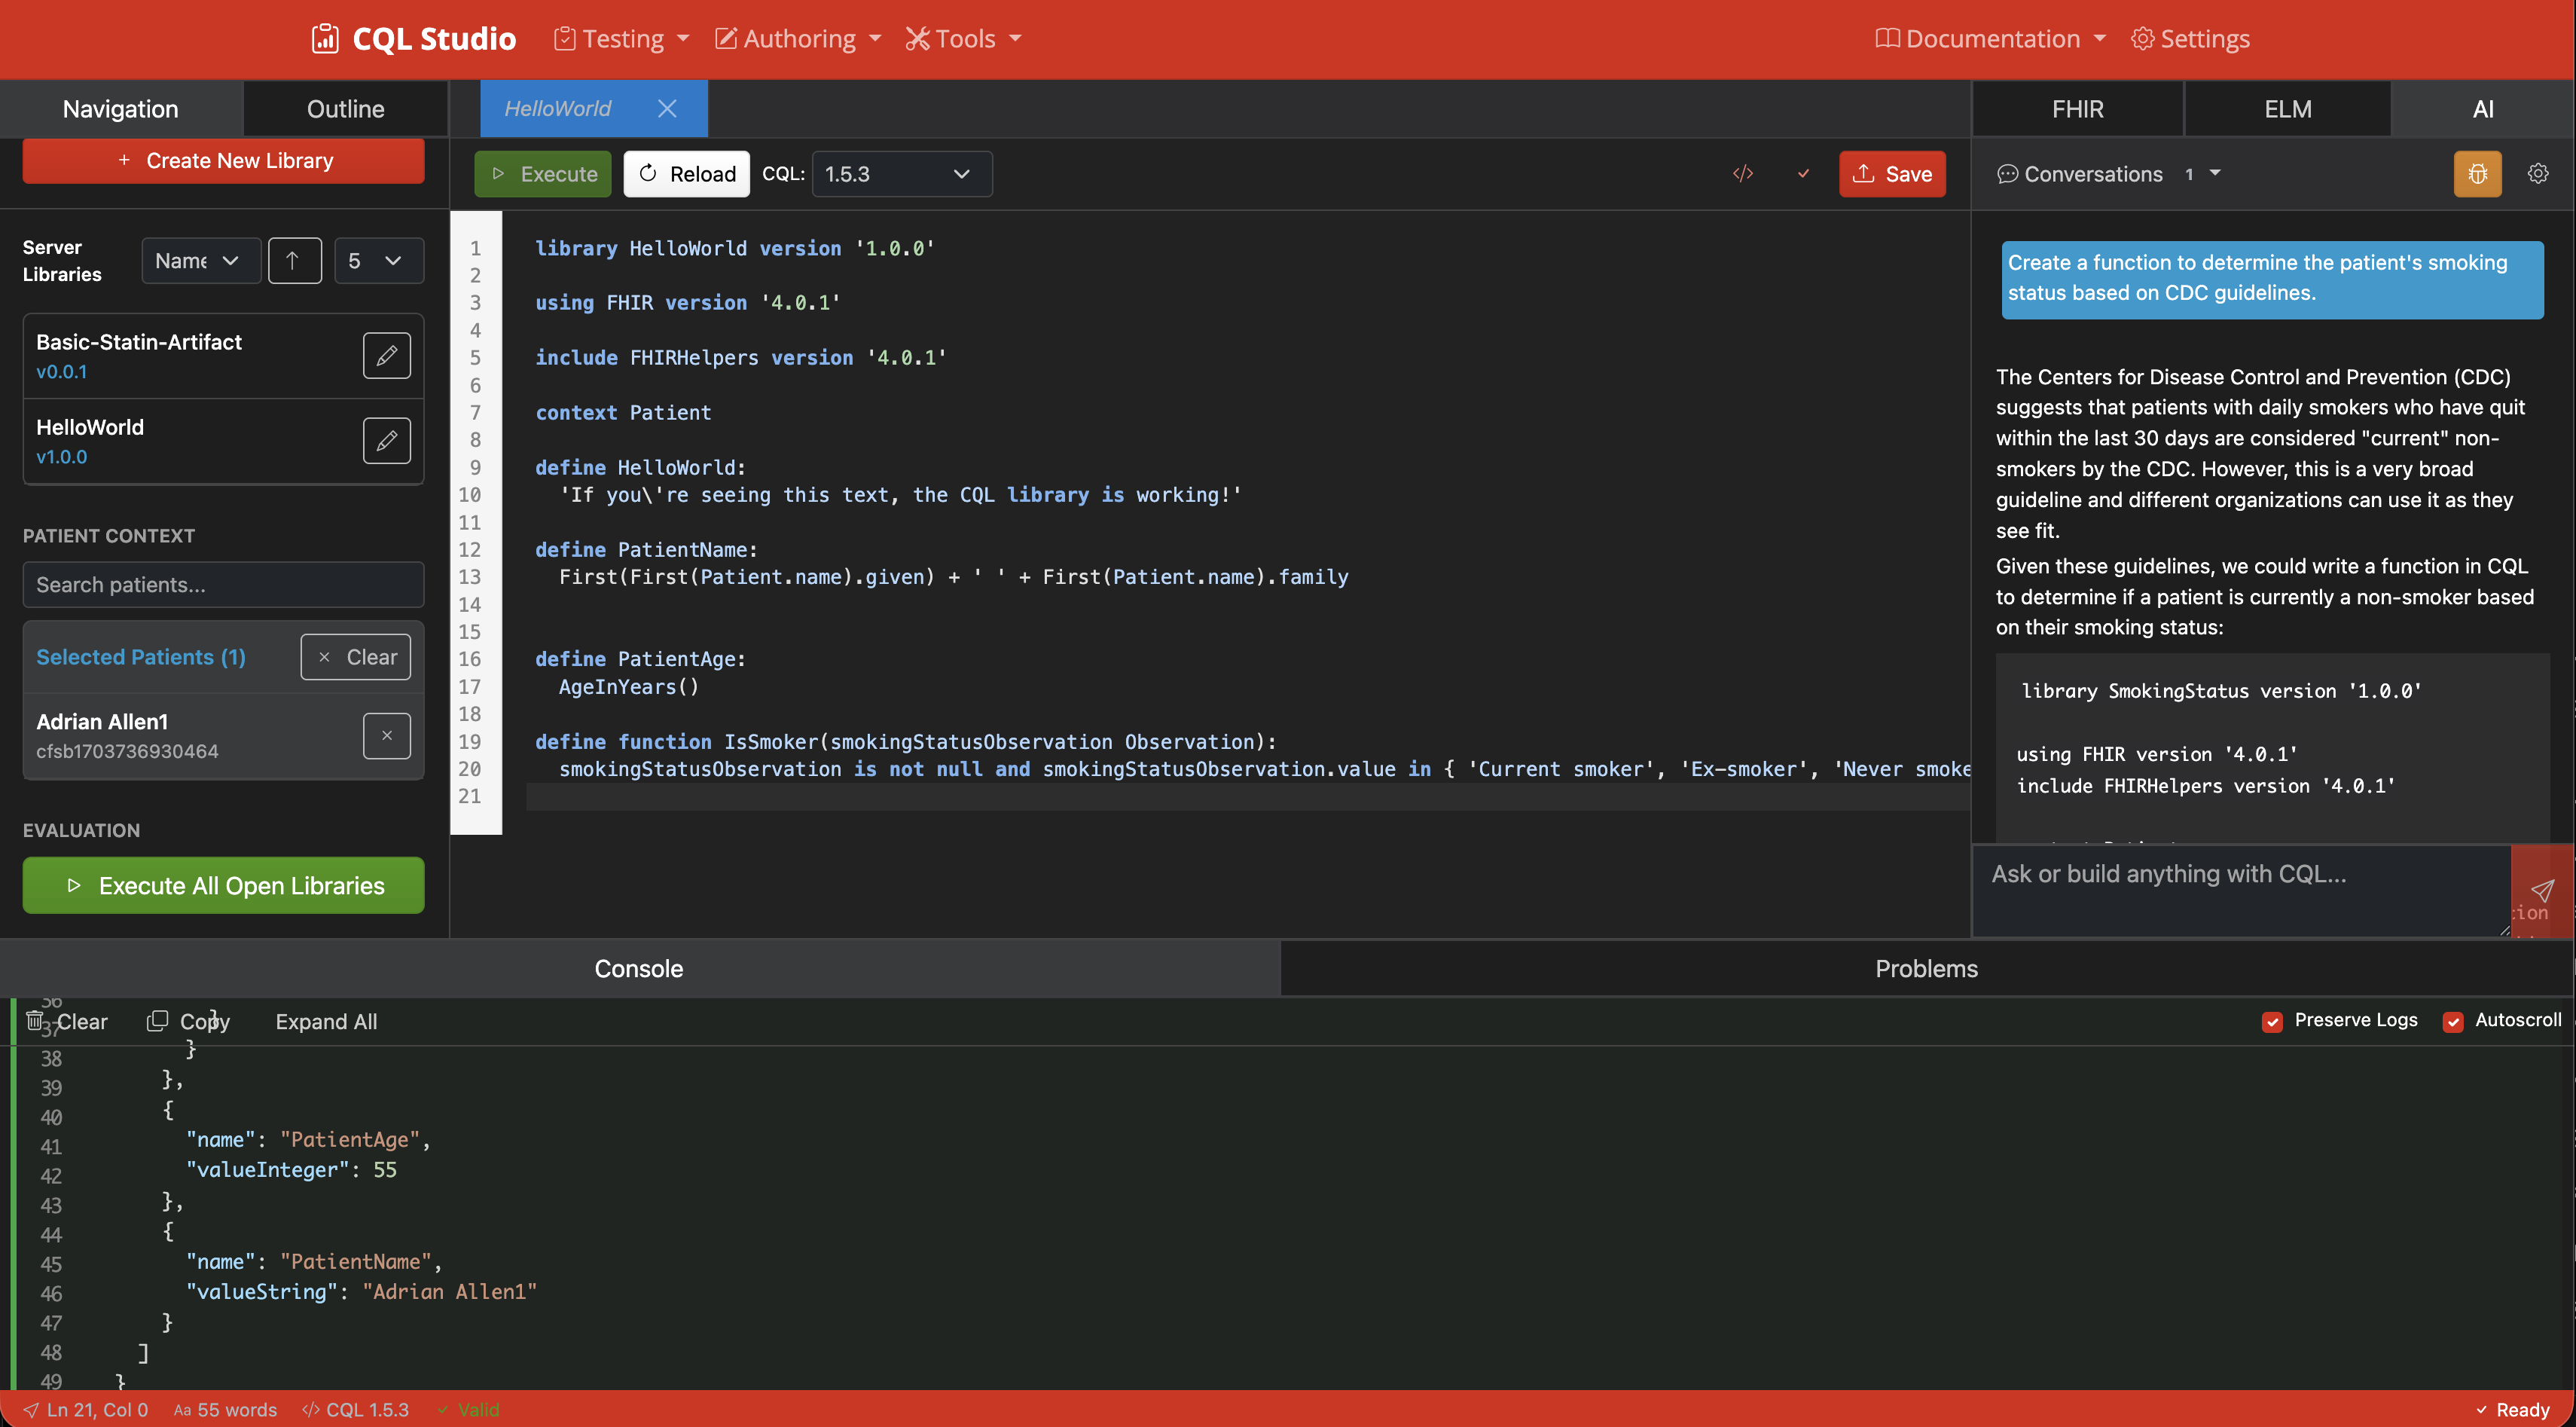 CQL Studio Testing Authoring Tools Documentation Settings
Navigation Outline
+ Create New Library
Server Libraries Name 5
Basic-Statin-Artifact
v0.0.1
HelloWorld
v1.0.0
PATIENT CONTEXT
Search patients...
Selected Patients (1) × Clear
Adrian Allen1
cfsb1703736930464
EVALUATION
Execute All Open Libraries
HelloWorld
Execute Reload CQL: 1.5.3 </> Save
1 library HelloWorld version '1.0.0'
2
3 using FHIR version '4.0.1'
4
5 include FHIRHelpers version '4.0.1'
6
7 context Patient
8
9 define HelloWorld:
10 'If you\'re seeing this text, the CQL library is working!'
11
12 define PatientName:
13 First(First(Patient.name).given) + ' ' + First(Patient.name).family
14
15
16 define PatientAge:
17 AgeInYears()
18
19 define function IsSmoker(smokingStatusObservation Observation):
20 smokingStatusObservation is not null and smokingStatusObservation.value in { 'Current smoker', 'Ex-smoker', 'Never smoke
21
FHIR ELM AI
Conversations 1
Create a function to determine the patient's smoking
status based on CDC guidelines.
The Centers for Disease Control and Prevention (CDC)
suggests that patients with daily smokers who have quit
within the last 30 days are considered "current" non-
smokers by the CDC. However, this is a very broad
guideline and different organizations can use it as they
see fit.
Given these guidelines, we could write a function in CQL
to determine if a patient is currently a non-smoker based
on their smoking status:
library SmokingStatus version '1.0.0'
using FHIR version '4.0.1'
include FHIRHelpers version '4.0.1'
Ask or build anything with CQL...
Console Problems
36
37 }
Clear Copy Expand All Preserve Logs Autoscroll
38 }
39 },
40 {
41 "name": "PatientAge",
42 "valueInteger": 55
43 },
44 {
45 "name": "PatientName",
46 "valueString": "Adrian Allen1"
47 }
48 ]
49 }
Ln 21, Col 0 Aa 55 words </> CQL 1.5.3 Valid Ready